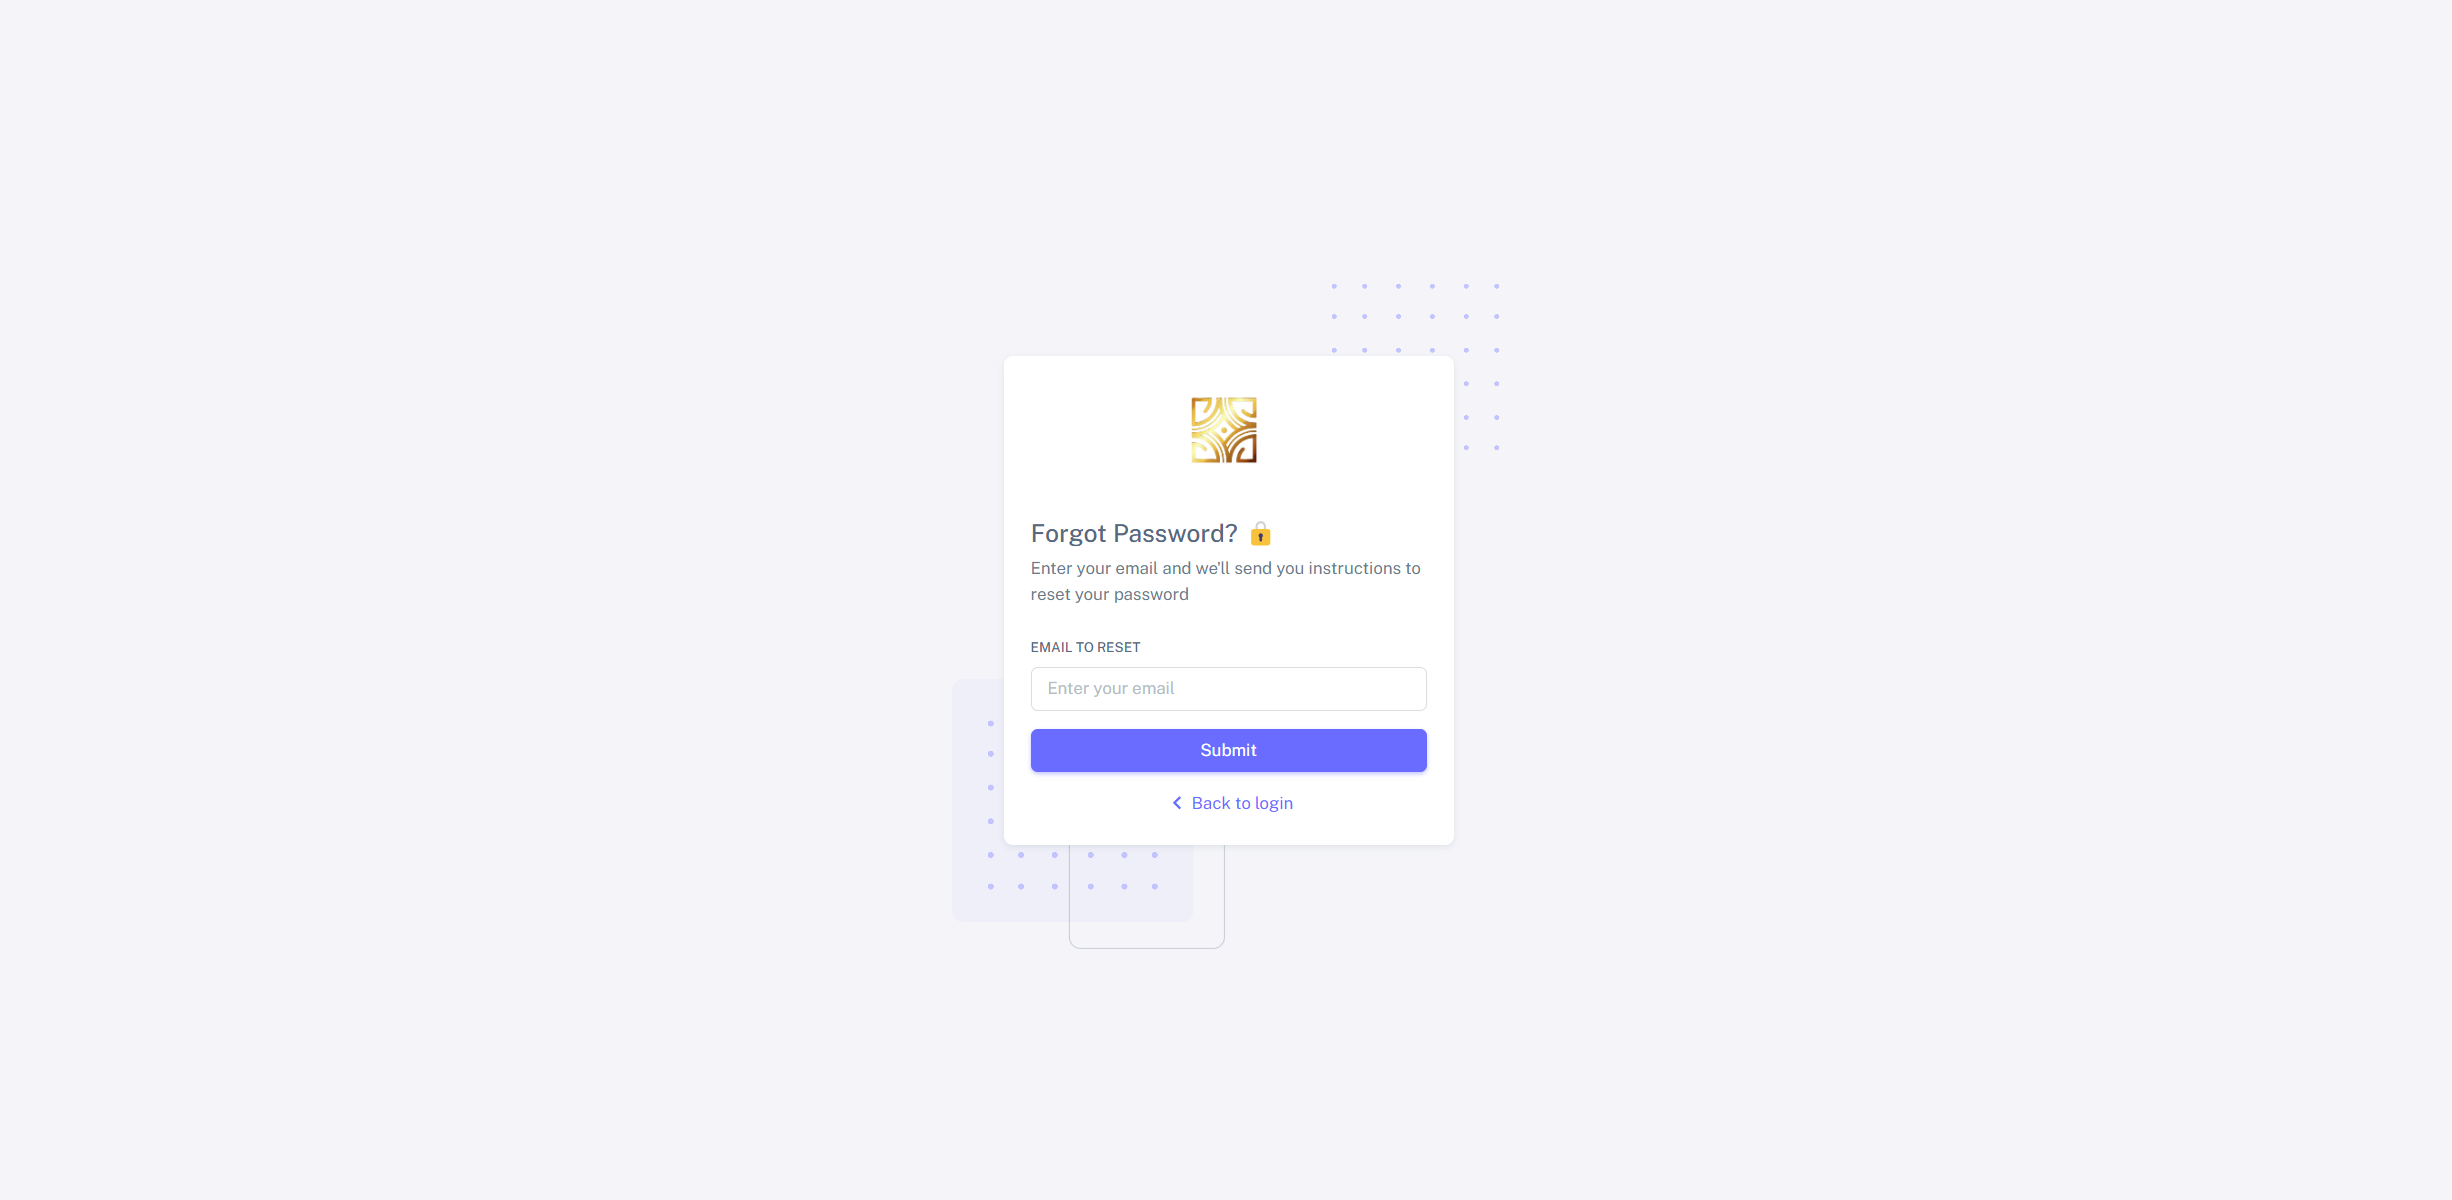 Forgot Password? 🔒
Enter your email and we'll send you instructions to
reset your password
EMAIL TO RESET
Enter your email
Submit
Back to login